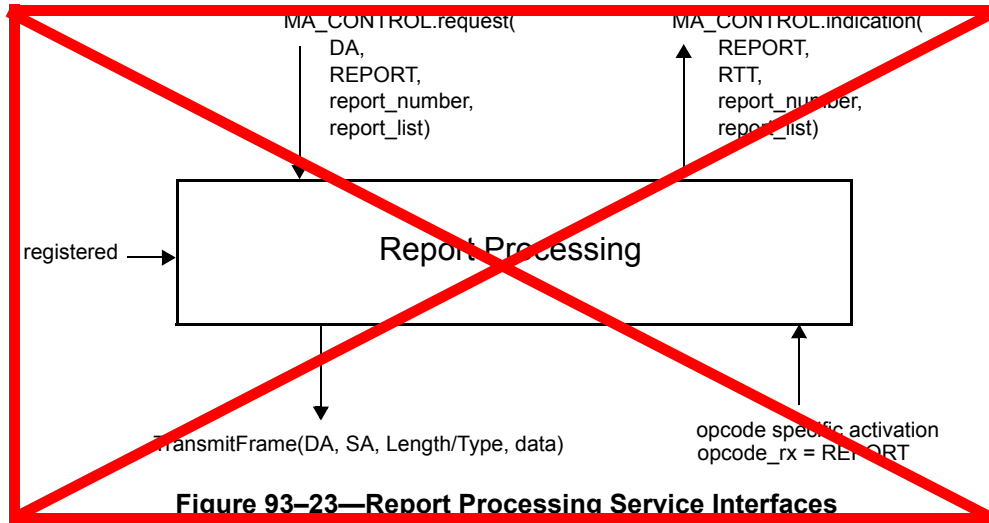 MA_CONTROL.request(
DA,
REPORT,
report_number,
report_list)
MA_CONTROL.indication(
REPORT,
RTT,
report_number,
report_list)
registered
Report Processing
TransmitFrame(DA, SA, Length/Type, data)
opcode specific activation
opcode_rx = REPORT
Figure 93–23—Report Processing Service Interfaces